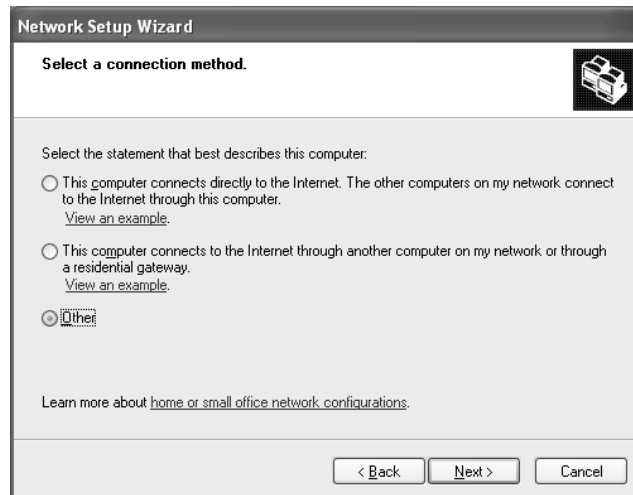 Network Setup Wizard
Select a connection method.
Select the statement that best describes this computer:
This computer connects directly to the Internet. The other computers on my network connect
to the Internet through this computer.
View an example.
This computer connects to the Internet through another computer on my network or through
a residential gateway.
View an example.
Other
Learn more about home or small office network configurations.
< Back Next > Cancel